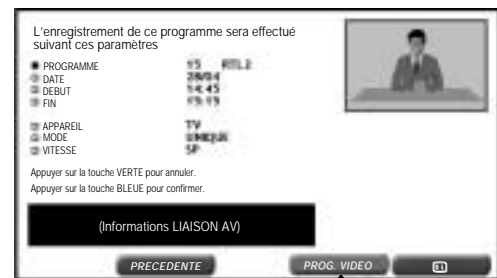 L'enregistrement de ce programme sera effectué
suivant ces paramètres
PROGRAMME 15 RTL2
DATE 28/04
DEBUT 14:45
FIN 15:15
APPAREIL TV
MODE UNIQUE
VITESSE SP
Appuyer sur la touche VERTE pour annuler.
Appuyer sur la touche BLEUE pour confirmer.
(Informations LIAISON AV)
PRECEDENTE PROG. VIDEO